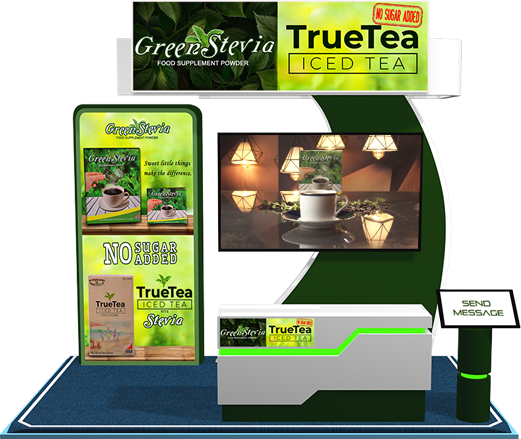 GreenStevia
FOOD SUPPLEMENT POWDER
NO SUGAR ADDED
TrueTea
ICED TEA
GreenStevia
FOOD SUPPLEMENT POWDER
GreenStevia
Sweet little things
make the difference.
NO SUGAR
ADDED
TrueTea
ICED TEA
TrueTea
ICED TEA
WITH
Stevia
GreenStevia
TrueTea
ICED TEA
SEND
MESSAGE